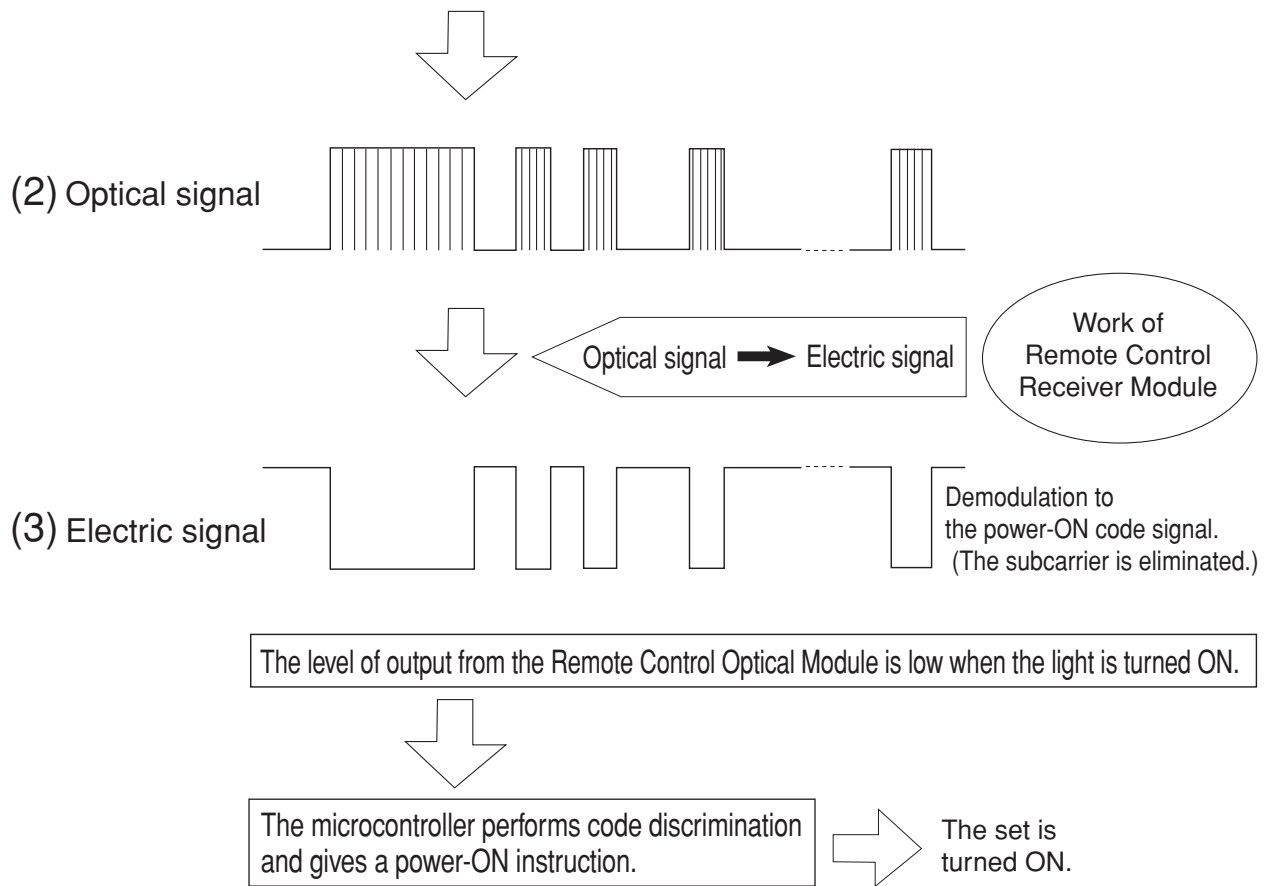 (2) Optical signal
Optical signal Electric signal
Work of
Remote Control
Receiver Module
(3) Electric signal
Demodulation to
the power-ON code signal.
(The subcarrier is eliminated.)
The level of output from the Remote Control Optical Module is low when the light is turned ON.
The microcontroller performs code discrimination
and gives a power-ON instruction.
The set is
turned ON.